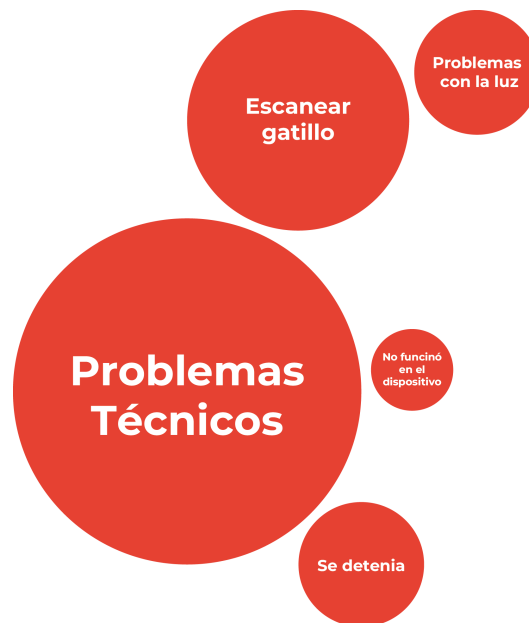 Escanear
gatillo
Problemas
con la luz
Problemas
Técnicos
No funcinó
en el
dispositivo
Se detenia